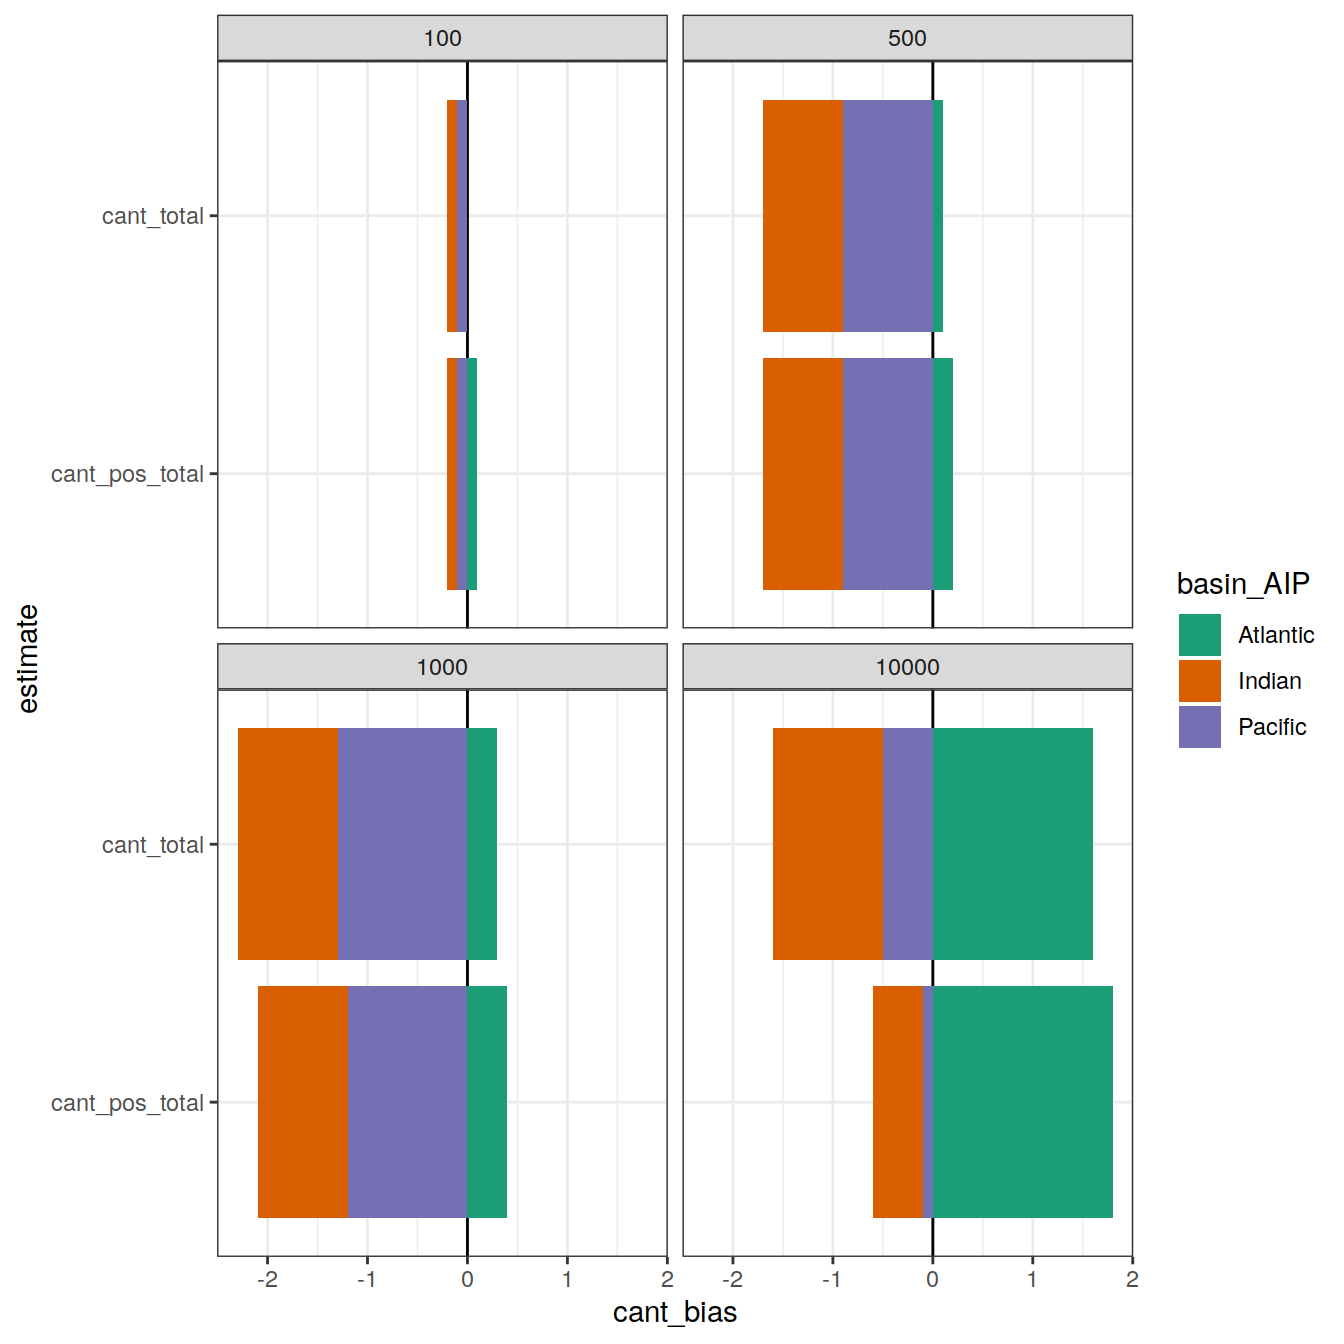 100
500
cant_total
cant_pos_total
estimate
1000
10000
cant_total
cant_pos_total
-2 -1 0 1 2
-2 -1 0 1 2
cant_bias
basin_AIP
Atlantic
Indian
Pacific